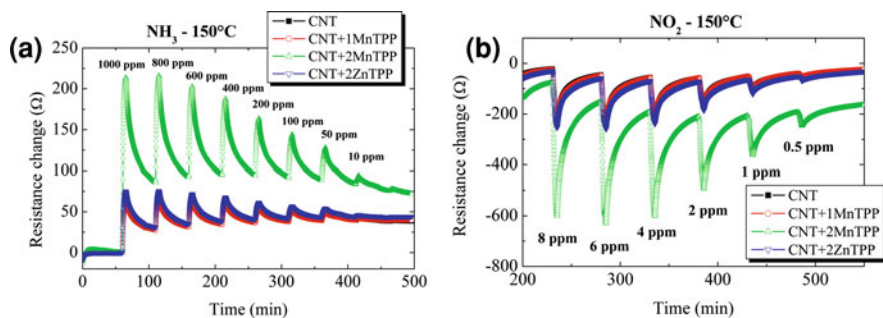 (a)
NH₃ - 150°C
CNT
CNT+1MnTPP
CNT+2MnTPP
CNT+2ZnTPP
1000 ppm
800 ppm
600 ppm
400 ppm
200 ppm
100 ppm
50 ppm
10 ppm
Resistance change (Ω)
250
200
150
100
50
0
0 100 200 300 400 500
Time (min)
(b)
NO₂ - 150°C
Resistance change (Ω)
0
-200
-400
-600
-800
8 ppm
6 ppm
4 ppm
2 ppm
1 ppm
0.5 ppm
CNT
CNT+1MnTPP
CNT+2MnTPP
CNT+2ZnTPP
200 300 400 500
Time (min)